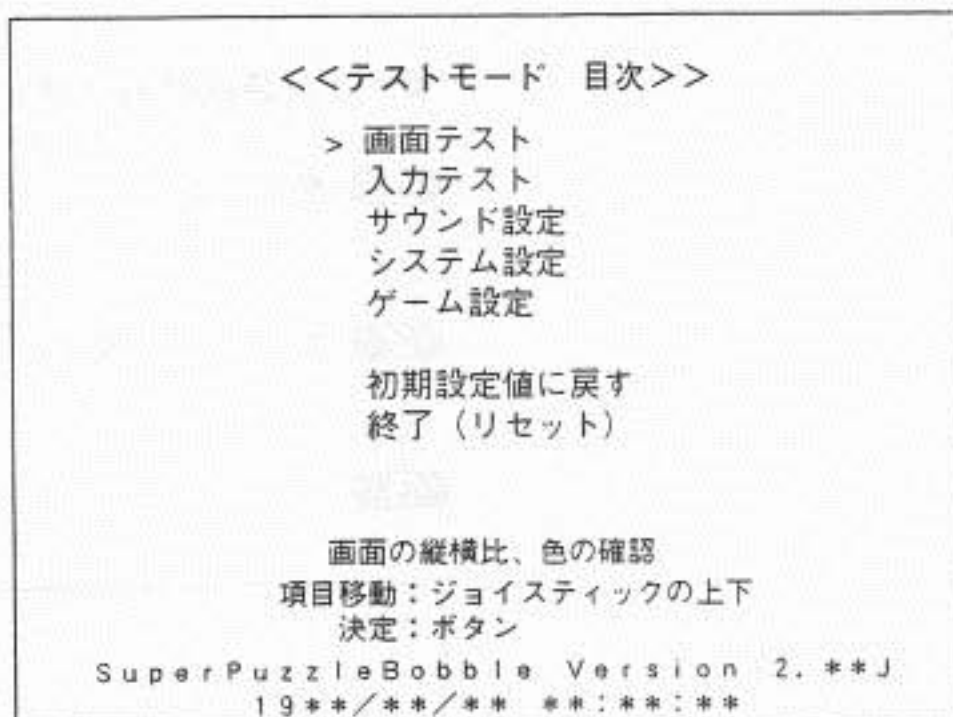 <<テストモード　目次>>
> 画面テスト
入力テスト
サウンド設定
システム設定
ゲーム設定
初期設定値に戻す
終了（リセット）
画面の縦横比、色の確認
項目移動：ジョイスティックの上下
決定：ボタン
SuperPuzzleBobble Version 2.**J
19**/**/** **:**:**